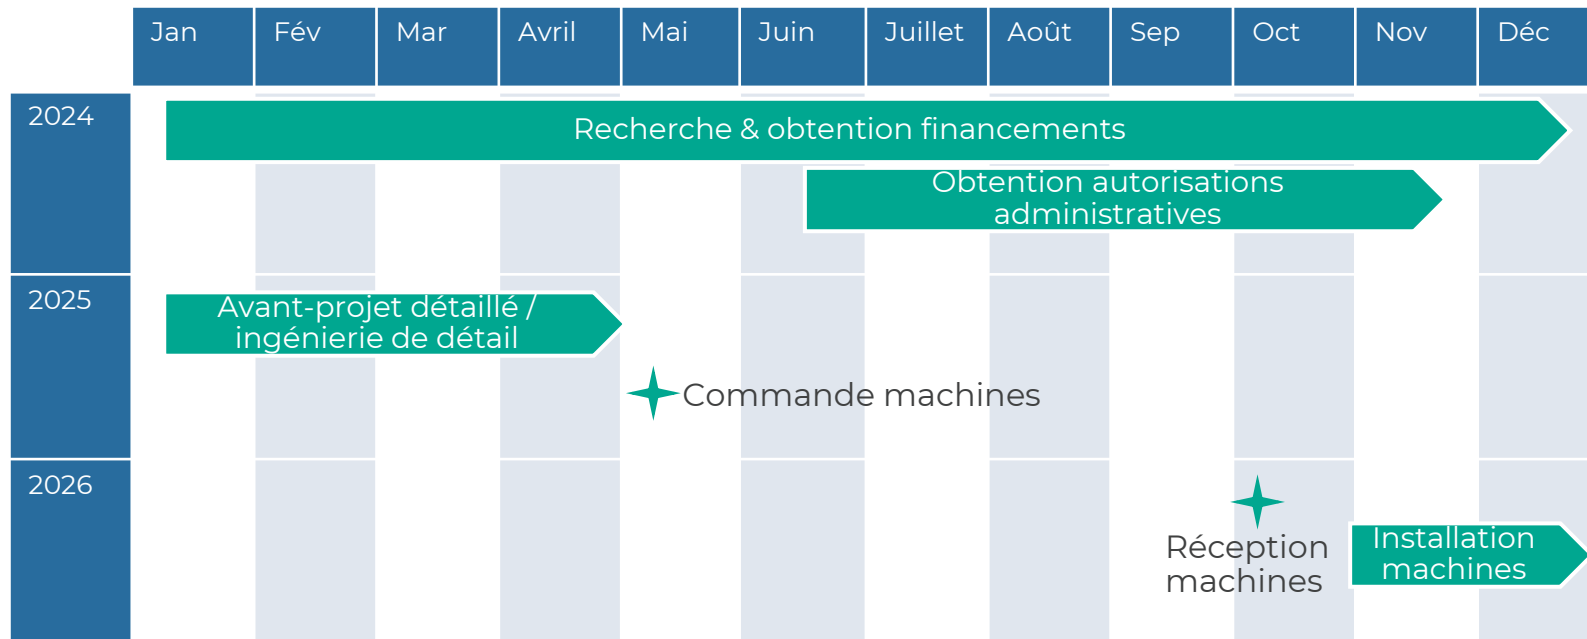 Jan Fév Mar Avril Mai Juin Juillet Août Sep Oct Nov Déc
2024
Recherche & obtention financements
Obtention autorisations
administratives
2025
Avant-projet détaillé /
ingénierie de détail
Commande machines
2026
Réception
machines
Installation
machines